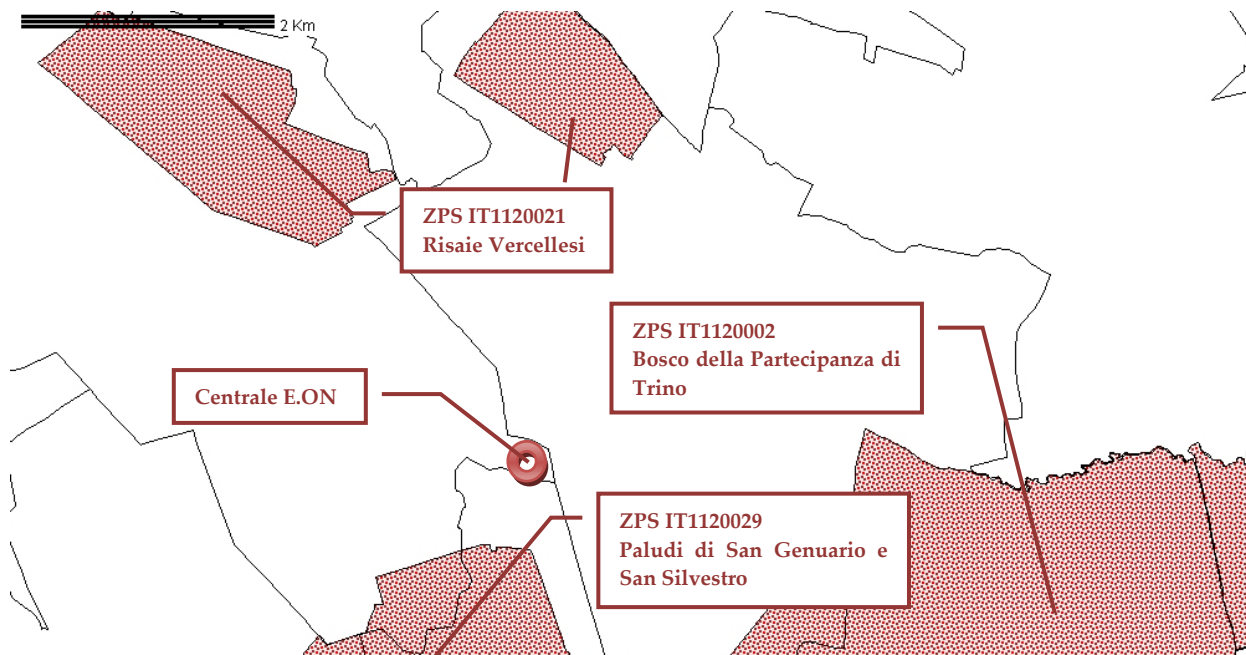 2 Km
ZPS IT1120021
Risaie Vercellesi
ZPS IT1120002
Bosco della Partecipanza di
Trino
Centrale E.ON
ZPS IT1120029
Paludi di San Genuario e
San Silvestro